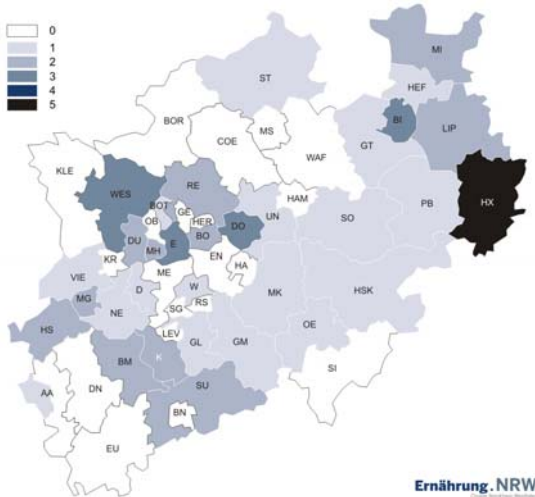 0
1
2
3
4
5
MI
ST
HEF
BI
BOR
MS
COE
GT
LIP
WAF
KLE
WES
RE
HAM
PB
HX
BOT
GE
OB
HER
UN
SO
DU
MH
E
BO
DO
KR
ME
EN
HA
VIE
D
W
MK
HSK
MG
NE
SG
RS
OE
HS
LEV
GL
GM
BM
K
SI
AA
DN
SU
BN
EU
Ernährung.NRW